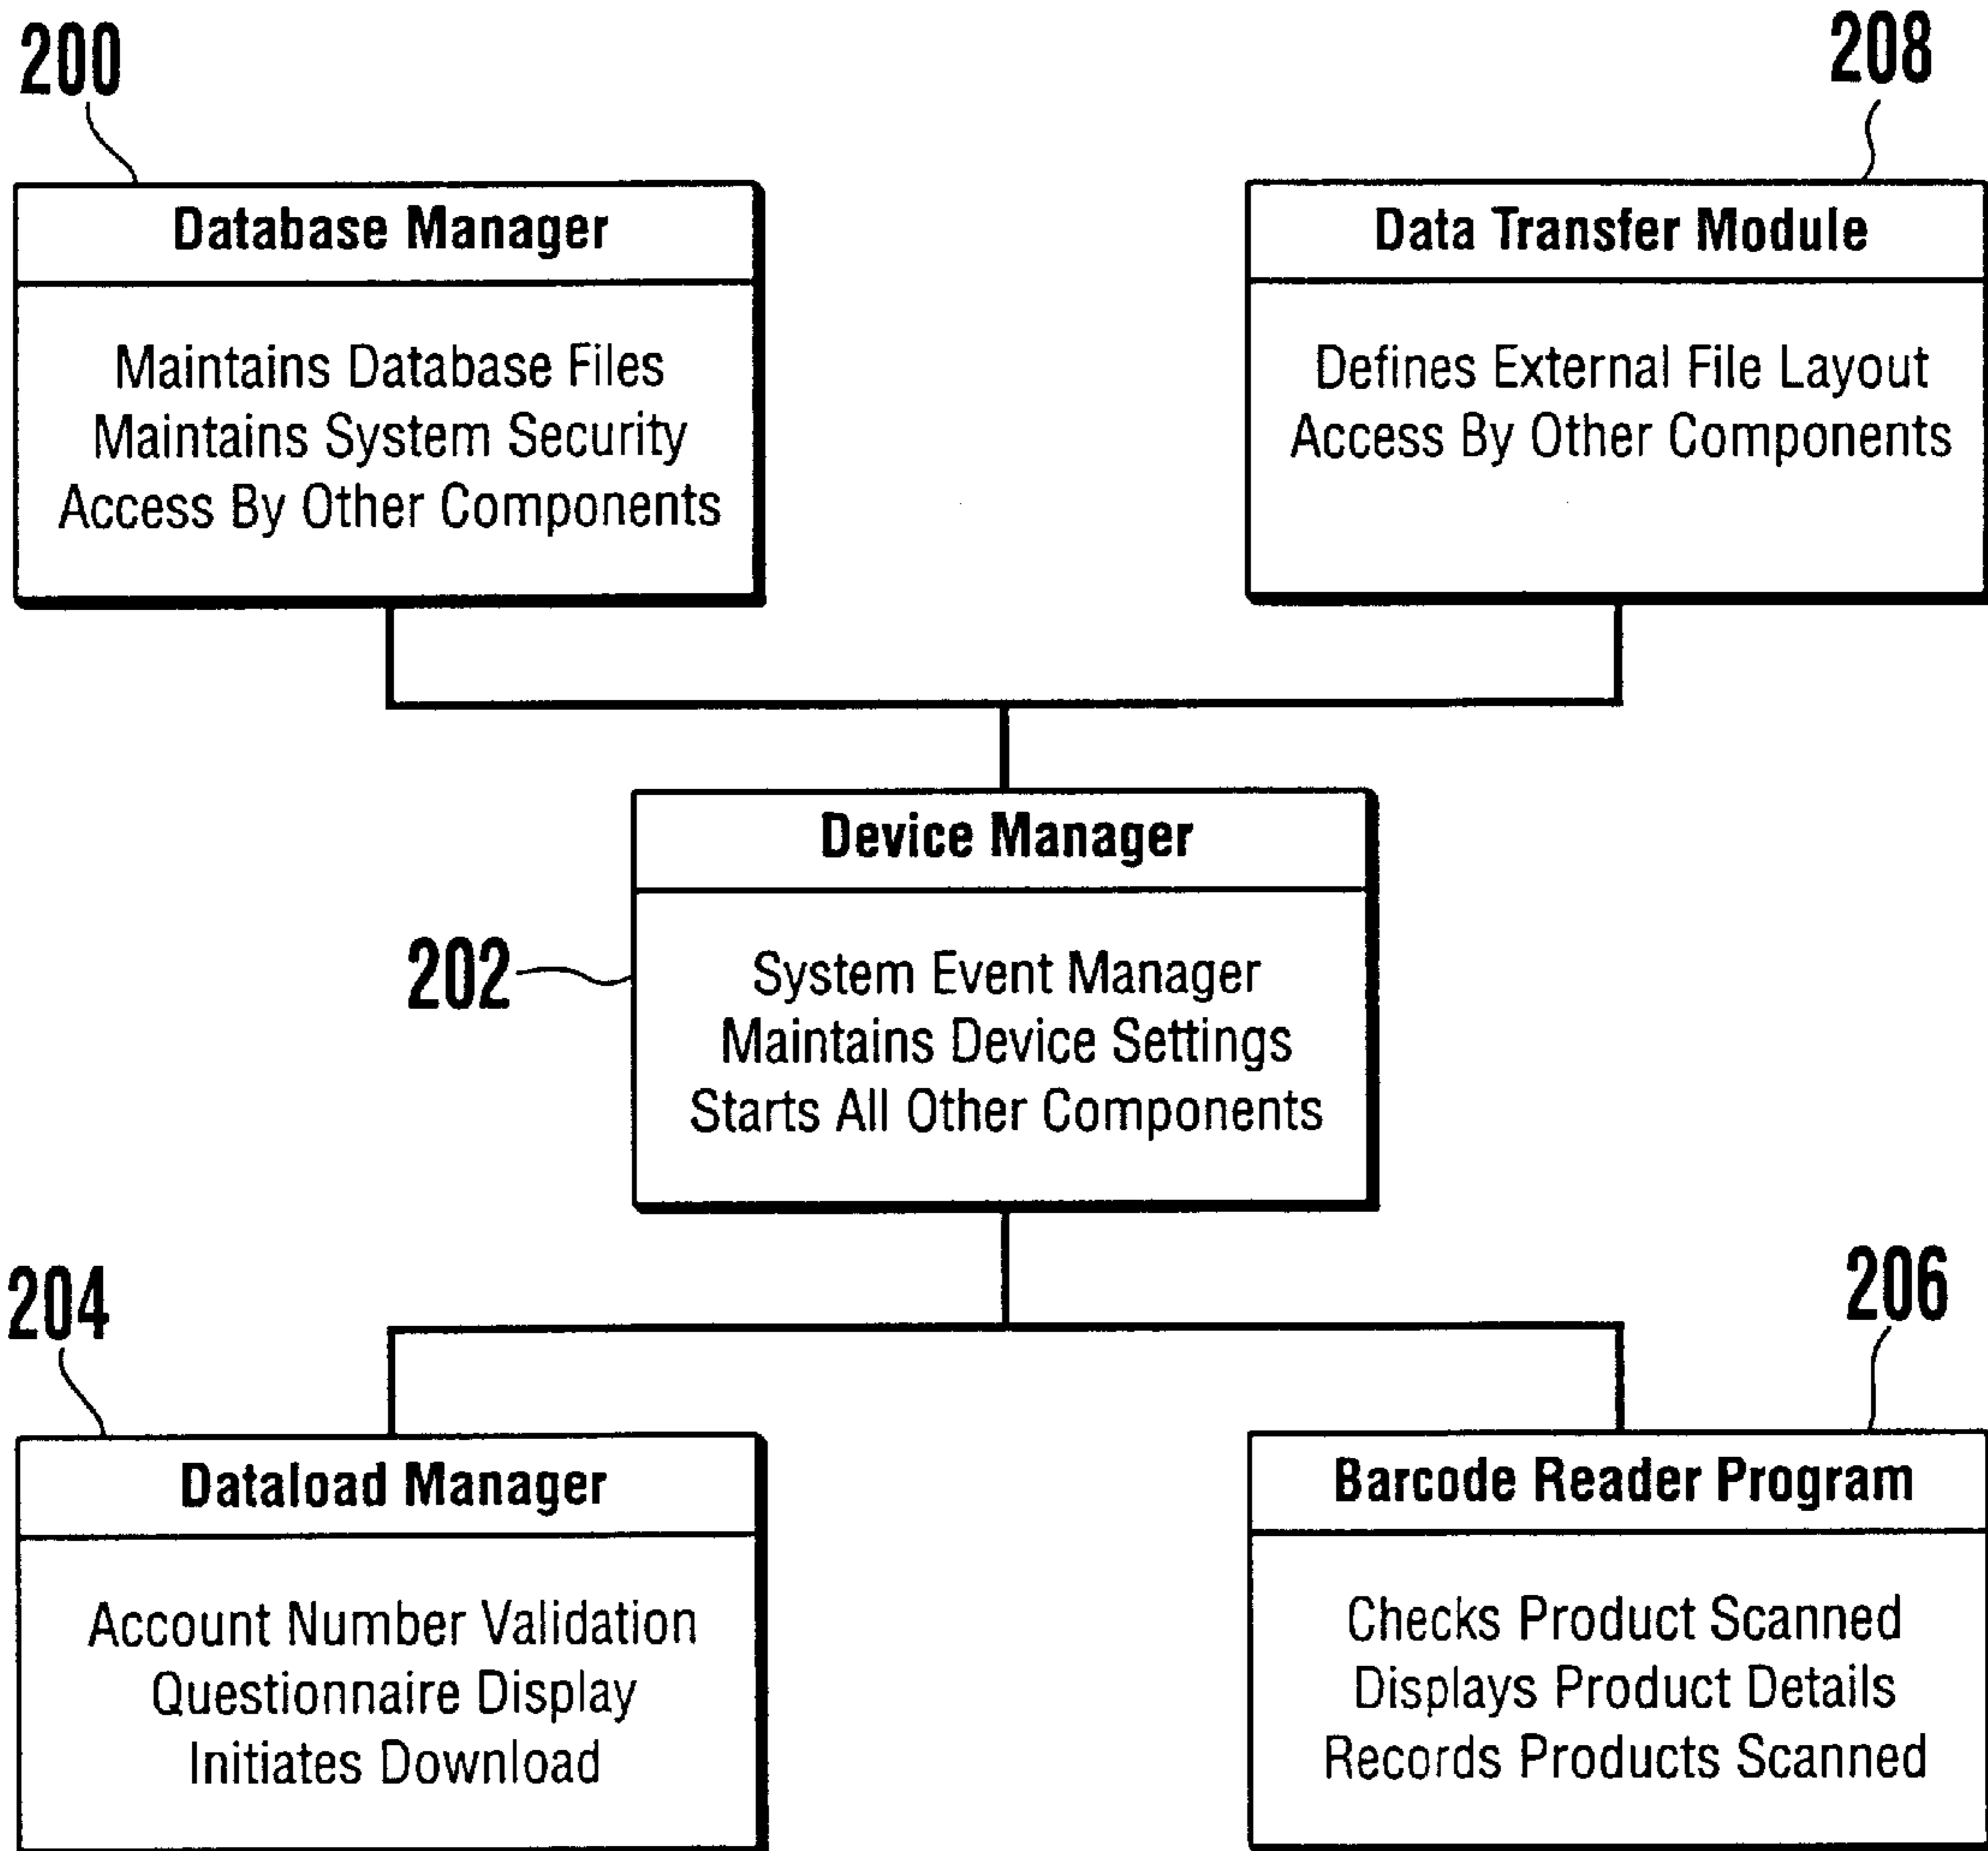 200
Database Manager
Maintains Database Files
Maintains System Security
Access By Other Components
208
Data Transfer Module
Defines External File Layout
Access By Other Components
202
Device Manager
System Event Manager
Maintains Device Settings
Starts All Other Components
204
Dataload Manager
Account Number Validation
Questionnaire Display
Initiates Download
206
Barcode Reader Program
Checks Product Scanned
Displays Product Details
Records Products Scanned